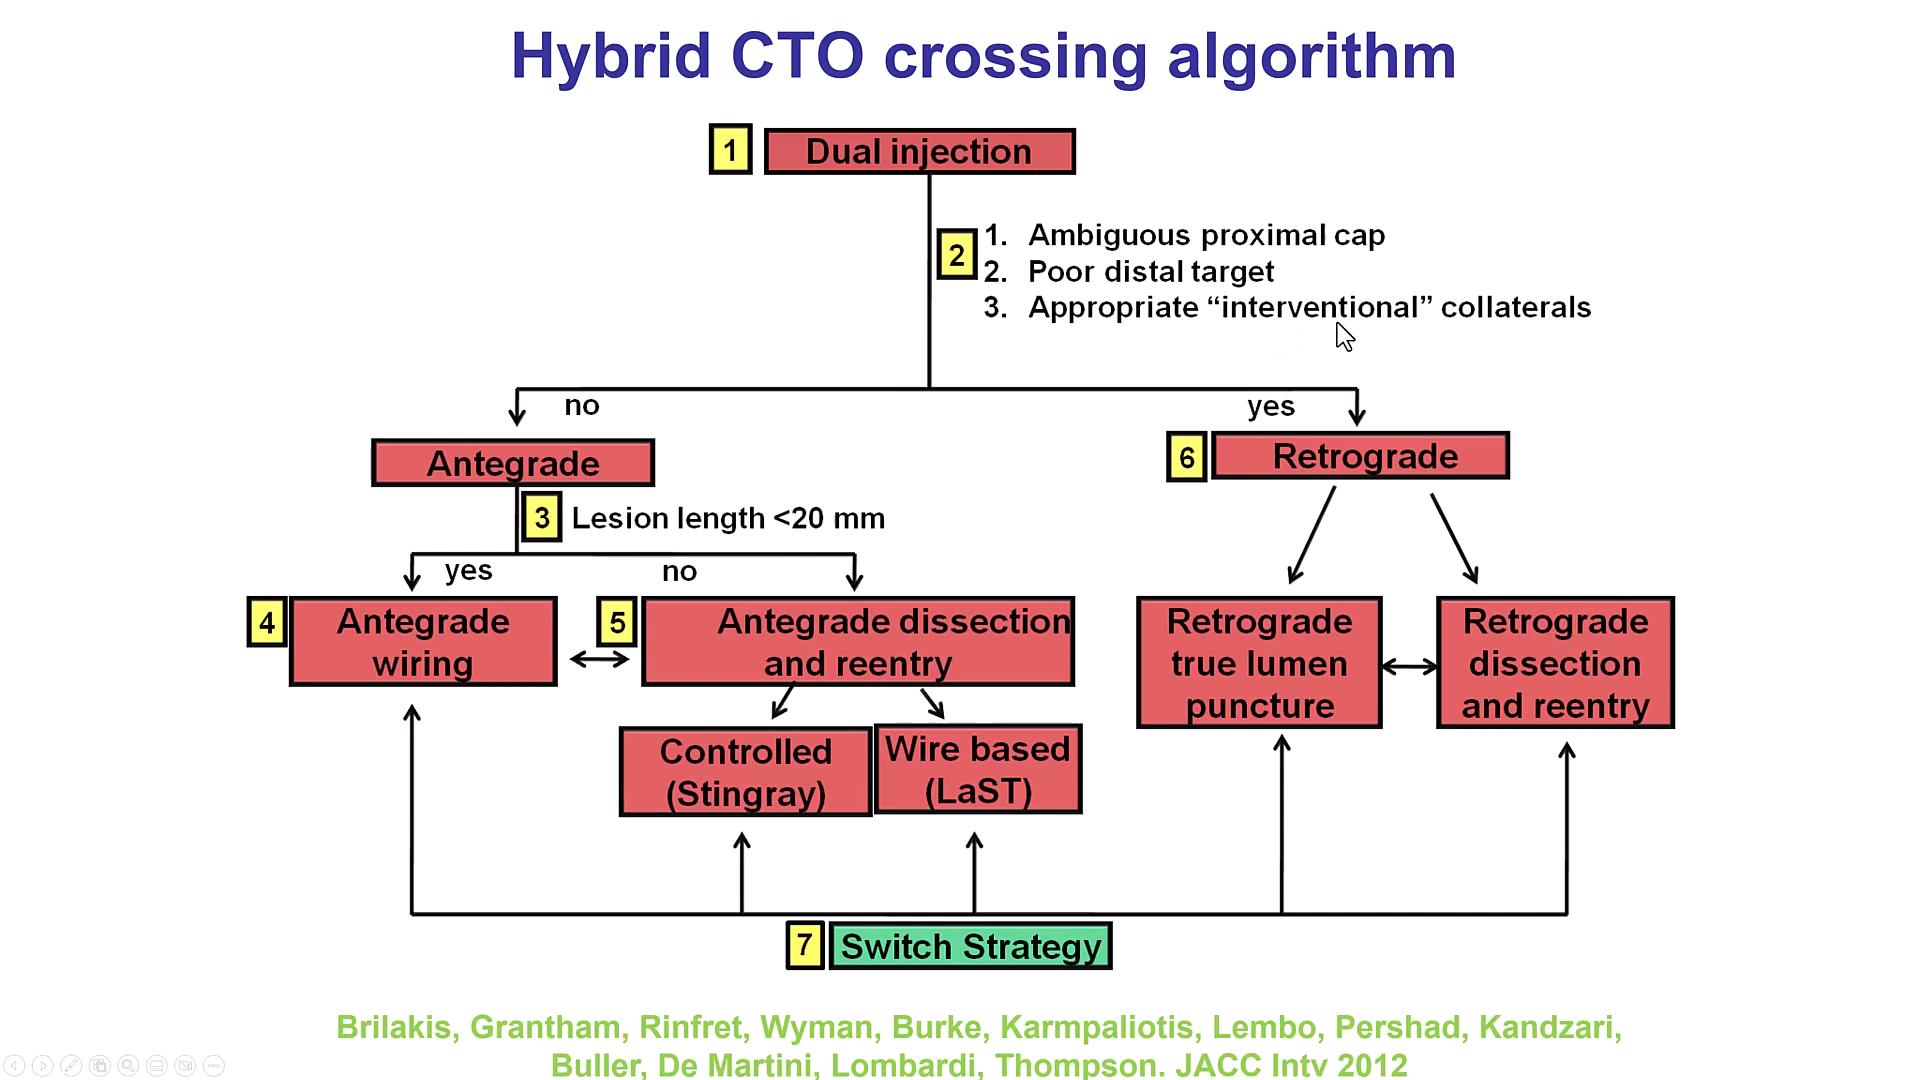 Hybrid CTO crossing algorithm
1 Dual injection
2
1. Ambiguous proximal cap
2. Poor distal target
3. Appropriate “interventional” collaterals
no
yes
Antegrade
6 Retrograde
3 Lesion length <20 mm
yes
no
4
Antegrade
wiring
5
Antegrade dissection
and reentry
Retrograde
true lumen
puncture
Retrograde
dissection
and reentry
Controlled
(Stingray)
Wire based
(LaST)
7 Switch Strategy
Brilakis, Grantham, Rinfret, Wyman, Burke, Karmpaliotis, Lembo, Pershad, Kandzari,
Buller, De Martini, Lombardi, Thompson. JACC Intv 2012